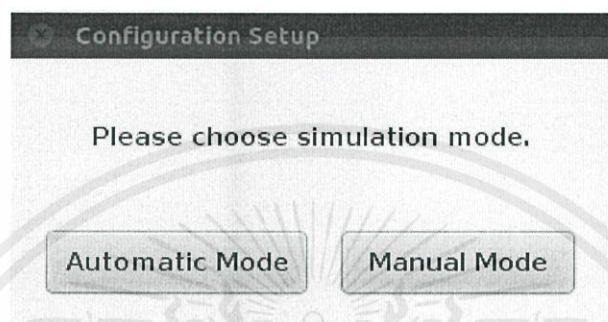 Configuration Setup
Please choose simulation mode.
Automatic Mode
Manual Mode